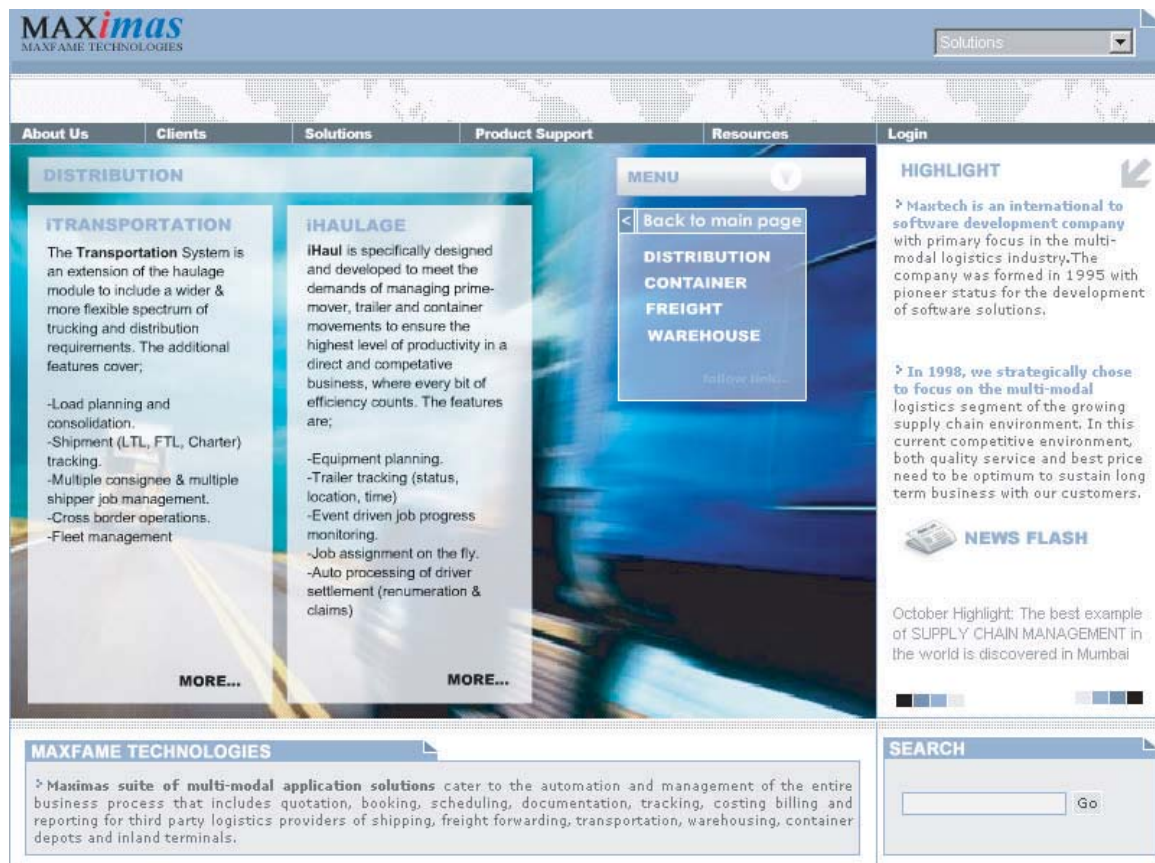 MAXimas
MAXFAME TECHNOLOGIES
Solutions
About Us
Clients
Solutions
Product Support
Resources
Login
DISTRIBUTION
iTRANSPORTATION
The Transportation System is
an extension of the haulage
module to include a wider &
more flexible spectrum of
trucking and distribution
requirements. The additional
features cover;
-Load planning and
consolidation.
-Shipment (LTL, FTL, Charter)
tracking.
-Multiple consignee & multiple
shipper job management.
-Cross border operations.
-Fleet management
MORE...
iHAULAGE
iHaul is specifically designed
and developed to meet the
demands of managing prime-
mover, trailer and container
movements to ensure the
highest level of productivity in a
direct and competative
business, where every bit of
efficiency counts. The features
are;
-Equipment planning.
-Trailer tracking (status,
location, time)
-Event driven job progress
monitoring.
-Job assignment on the fly.
-Auto processing of driver
settlement (renumeration &
claims)
MORE...
MENU
< Back to main page
DISTRIBUTION
CONTAINER
FREIGHT
WAREHOUSE
follow link...
HIGHLIGHT
Maxtech is an international to
software development company
with primary focus in the multi-
modal logistics industry.The
company was formed in 1995 with
pioneer status for the development
of software solutions.
In 1998, we strategically chose
to focus on the multi-modal
logistics segment of the growing
supply chain environment. In this
current competitive environment,
both quality service and best price
need to be optimum to sustain long
term business with our customers.
NEWS FLASH
October Highlight: The best example
of SUPPLY CHAIN MANAGEMENT in
the world is discovered in Mumbai
MAXFAME TECHNOLOGIES
Maximas suite of multi-modal application solutions cater to the automation and management of the entire
business process that includes quotation, booking, scheduling, documentation, tracking, costing billing and
reporting for third party logistics providers of shipping, freight forwarding, transportation, warehousing, container
depots and inland terminals.
SEARCH
Go